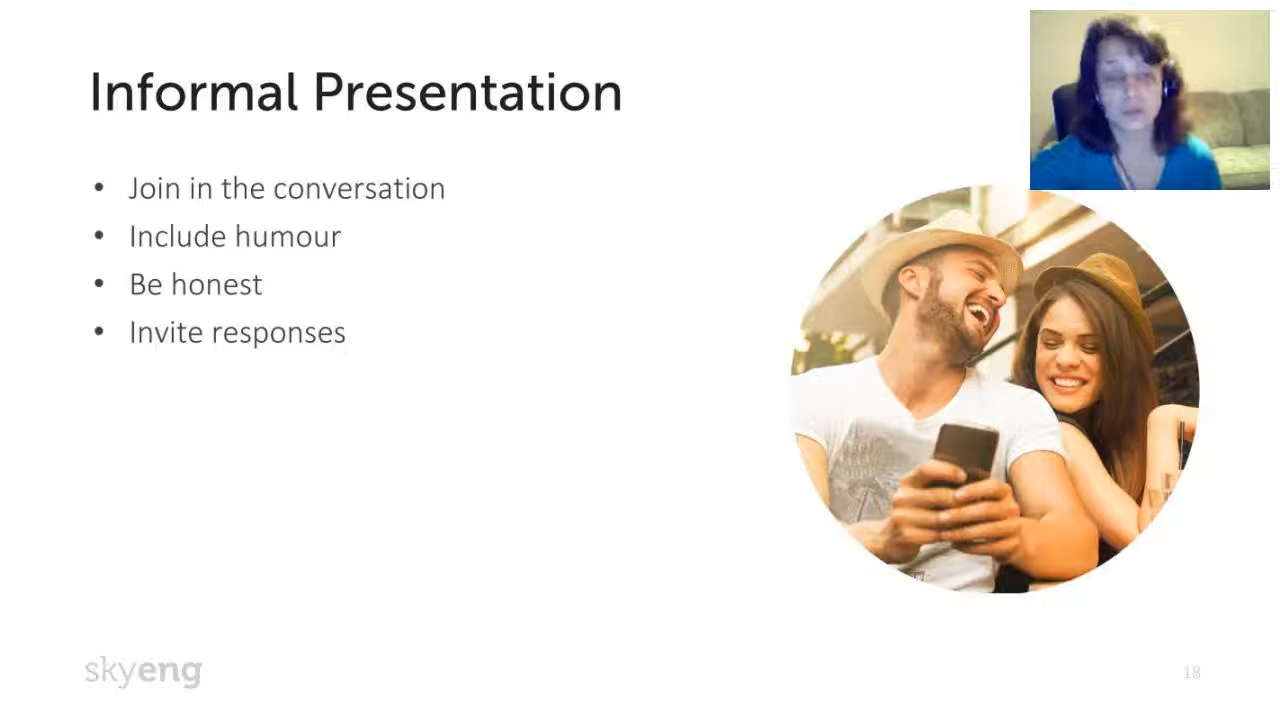 Informal Presentation
• Join in the conversation
• Include humour
• Be honest
• Invite responses
skyeng
18